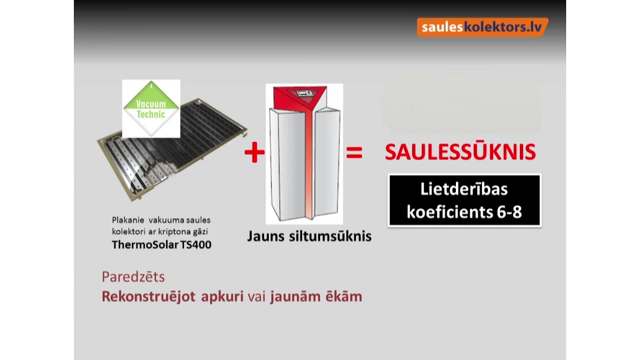 sauleskolektors.lv
Vacuum
Technic
+
=
SAULESSŪKNIS
Lietderības
koeficients 6-8
Plakanie vakuuma saules
kolektori ar kriptona gāzi
ThermoSolar TS400
Jauns siltumsūknis
Paredzēts
Rekonstruējot apkuri vai jaunām ēkām